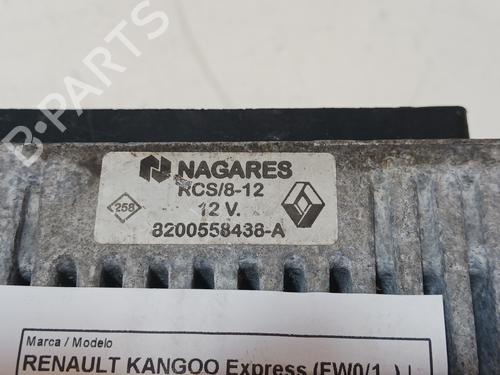 B-PARTS
NAGARES
RCS/8-12
258
12 V.
8200558438-A
Marca / Modelo
RENAULT KANGOO Express (FW0/1_) |